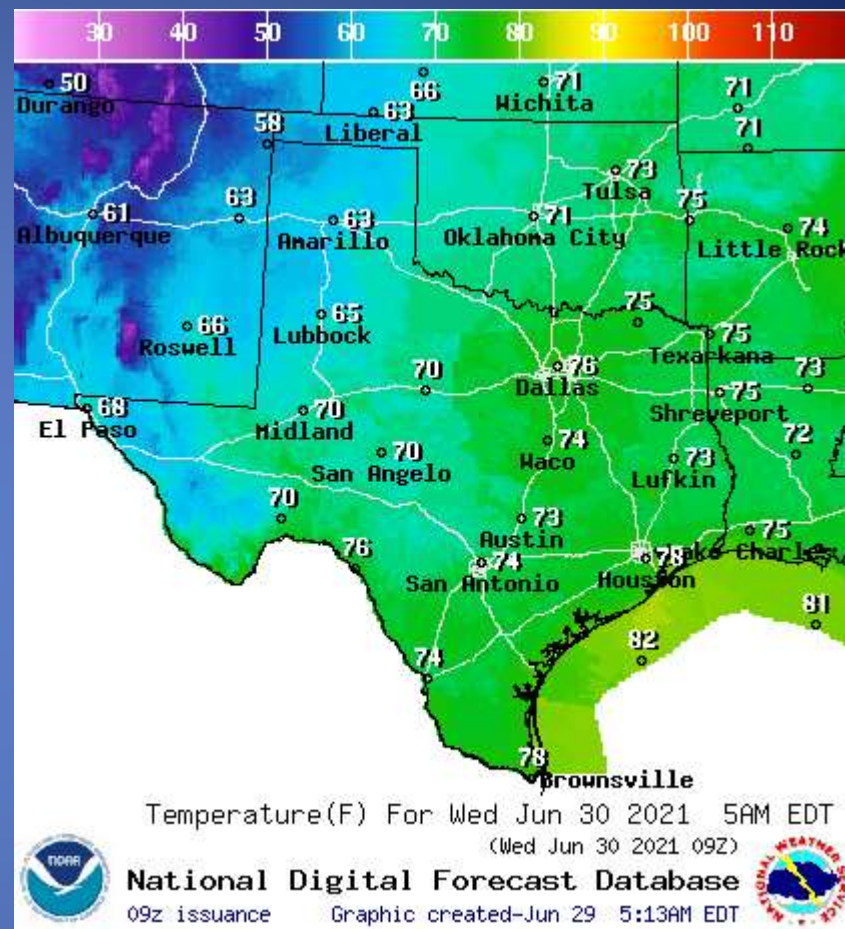 30 40 50 60 70 80 90 100 110
50 66 71 71
Durango Wichita
63
Liberal
58 71
73
Tulsa
61 63 63 71 75 74
Albuquerque Amarillo Oklahoma City Little Rock
66 65 75 75
Roswell Lubbock Texarkana
76
Dallas
68 70 70 75 73
El Paso Midland Shreveport
70 74 73 72
San Angelo Waco Lufkin
70 73 75
Austin Lake Charles
76 74 78
San Antonio Houston
81
82
74
78
Brownsville
Temperature(F) For Wed Jun 30 2021 5AM EDT
(Wed Jun 30 2021 09Z)
NOAA
National Digital Forecast Database
09z issuance Graphic created-Jun 29 5:13AM EDT